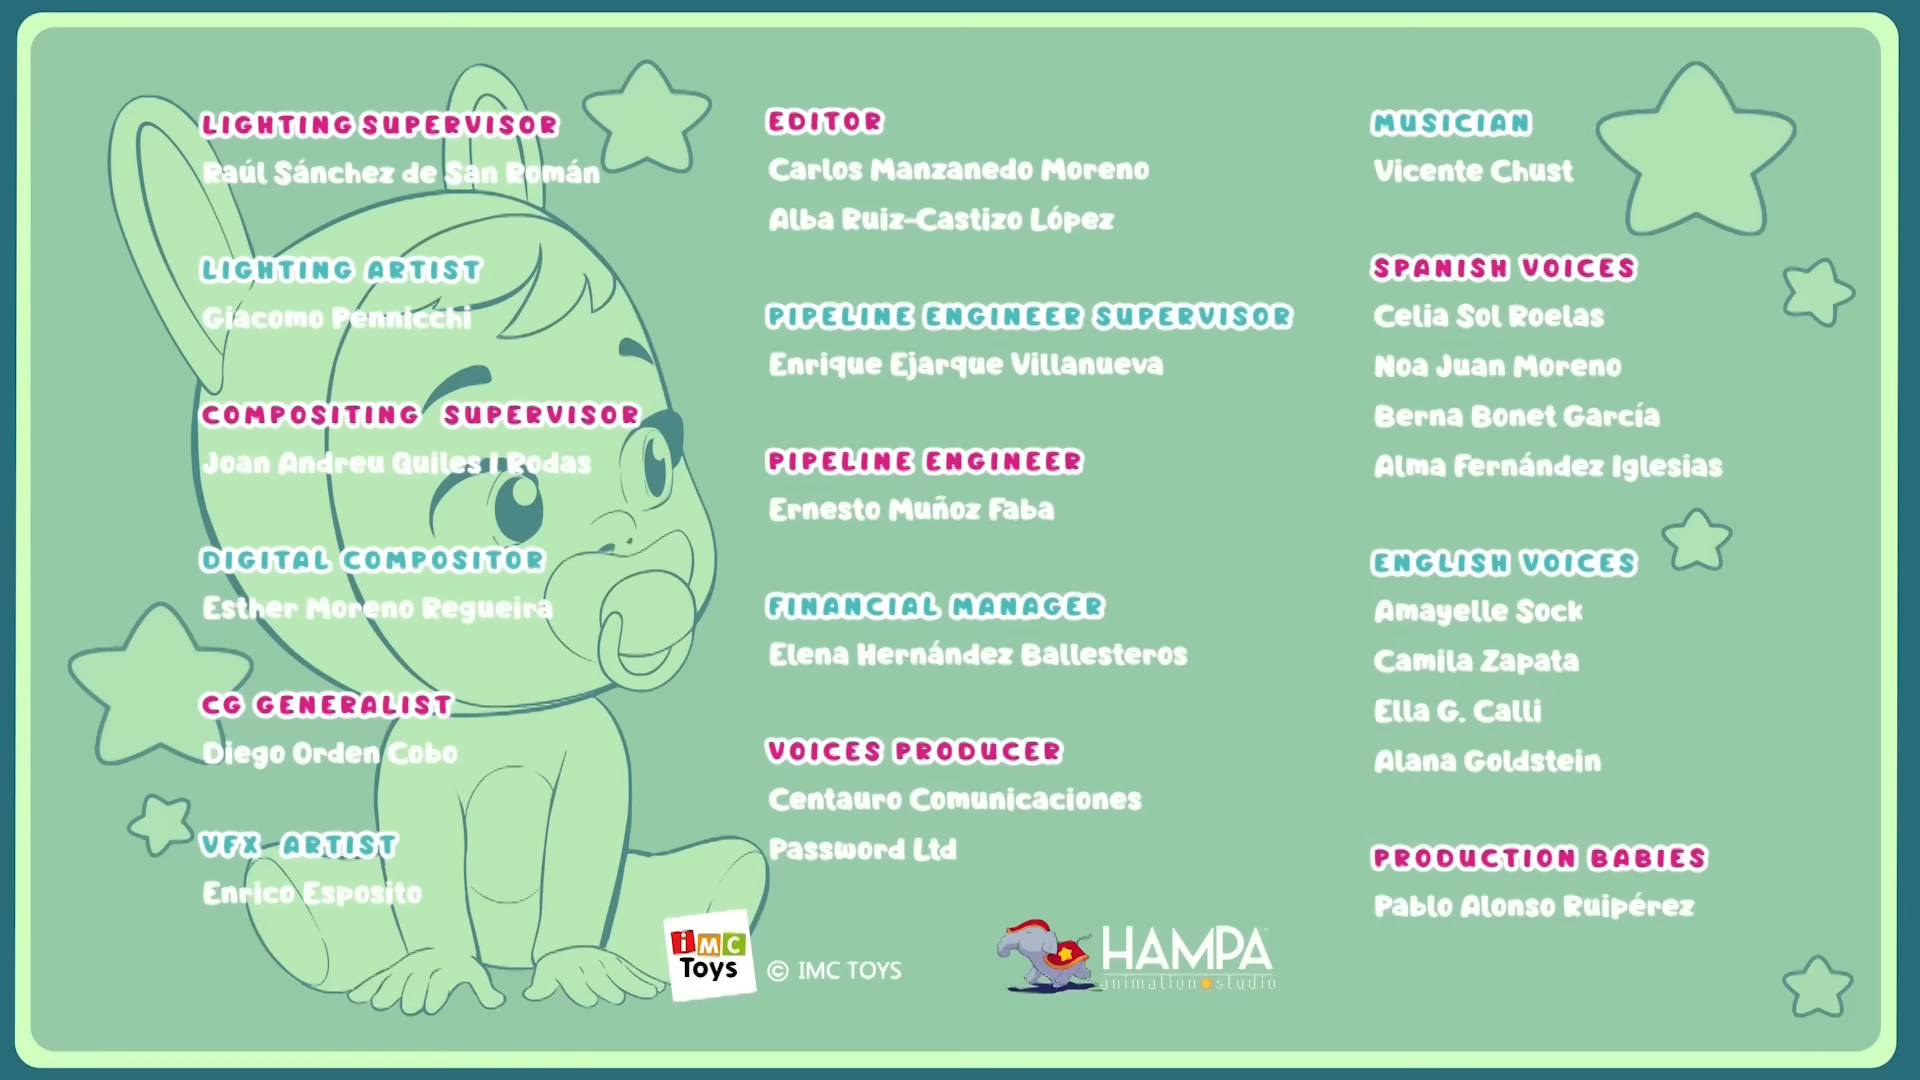 LIGHTING SUPERVISOR
Raúl Sánchez de San Román
LIGHTING ARTIST
Giacomo Pennicchi
COMPOSITING SUPERVISOR
Joan Andreu Quiles I Rodas
DIGITAL COMPOSITOR
Esther Moreno Regueira
CG GENERALIST
Diego Orden Cobo
VFX ARTIST
Enrico Esposito
EDITOR
Carlos Manzanedo Moreno
Alba Ruiz-Castizo López
PIPELINE ENGINEER SUPERVISOR
Enrique Ejarque Villanueva
PIPELINE ENGINEER
Ernesto Muñoz Faba
FINANCIAL MANAGER
Elena Hernández Ballesteros
VOICES PRODUCER
Centauro Comunicaciones
Password Ltd
MUSICIAN
Vicente Chust
SPANISH VOICES
Celia Sol Roelas
Noa Juan Moreno
Berna Bonet García
Alma Fernández Iglesias
ENGLISH VOICES
Amayelle Sock
Camila Zapata
Ella G. Calli
Alana Goldstein
PRODUCTION BABIES
Pablo Alonso Ruipérez
iMC
Toys
© IMC TOYS
HAMPA
animation studio